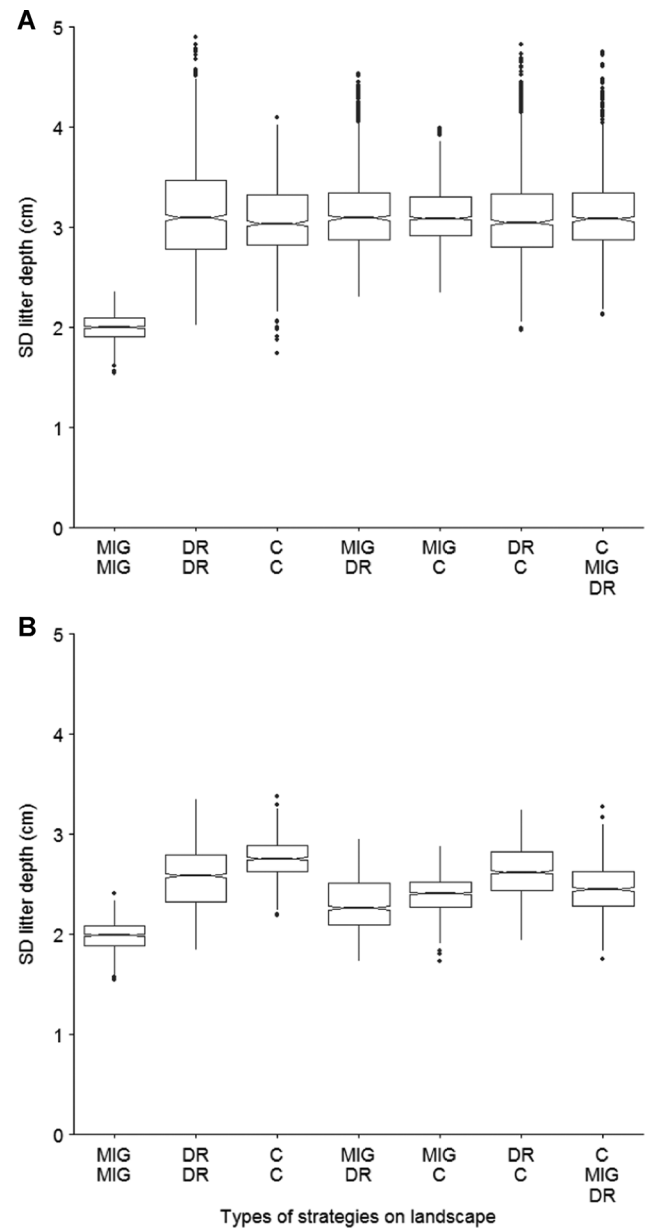 A
SD litter depth (cm)
5
4
3
2
1
0
MIG DR C MIG MIG DR C
MIG DR C DR C C MIG
DR
B
SD litter depth (cm)
5
4
3
2
1
0
MIG DR C MIG MIG DR C
MIG DR C DR C C MIG
DR
Types of strategies on landscape